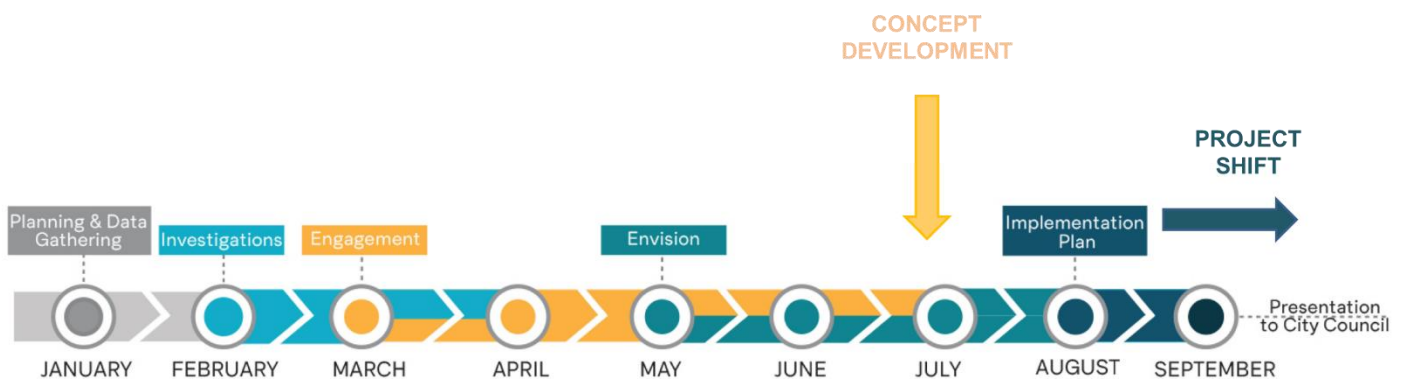 CONCEPT
DEVELOPMENT
PROJECT
SHIFT
Planning & Data
Gathering
Investigations
Engagement
Envision
Implementation
Plan
Presentation
to City Council
JANUARY
FEBRUARY
MARCH
APRIL
MAY
JUNE
JULY
AUGUST
SEPTEMBER